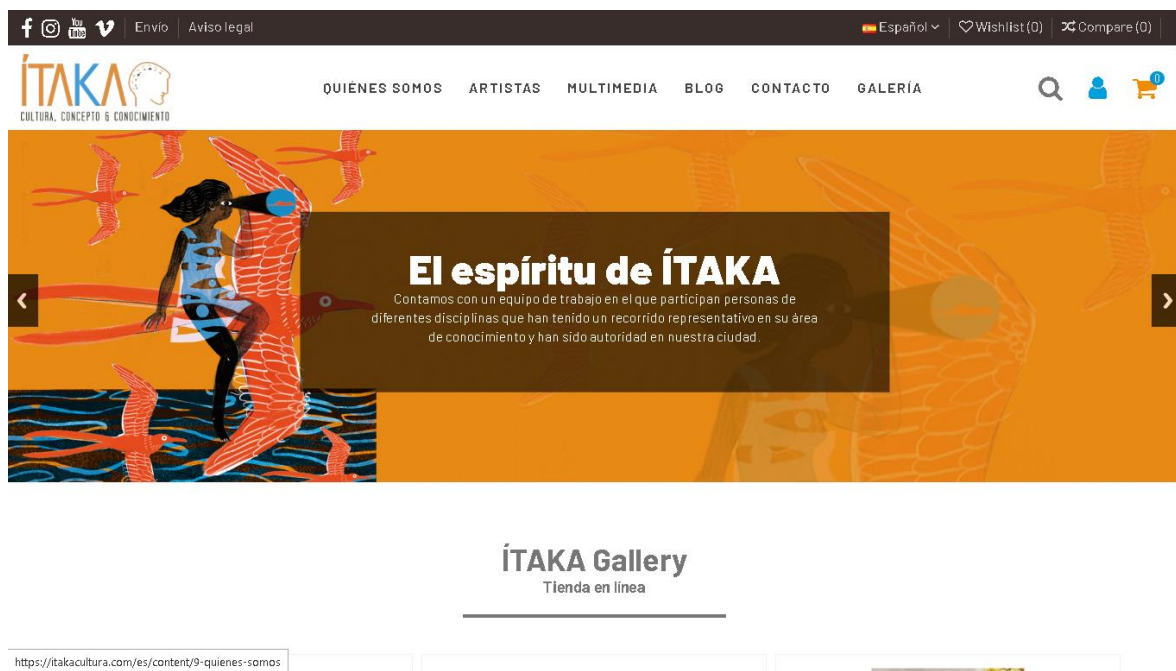 You Tube
Envío
Aviso legal
Español
Wishlist (0)
Compare (0)
ÍTAKA
CULTURA, CONCEPTO & CONOCIMIENTO
QUIÉNES SOMOS
ARTISTAS
MULTIMEDIA
BLOG
CONTACTO
GALERÍA
0
El espíritu de ÍTAKA
Contamos con un equipo de trabajo en el que participan personas de
diferentes disciplinas que han tenido un recorrido representativo en su área
de conocimiento y han sido autoridad en nuestra ciudad.
ÍTAKA Gallery
Tienda en línea
https://itakacultura.com/es/content/9-quienes-somos